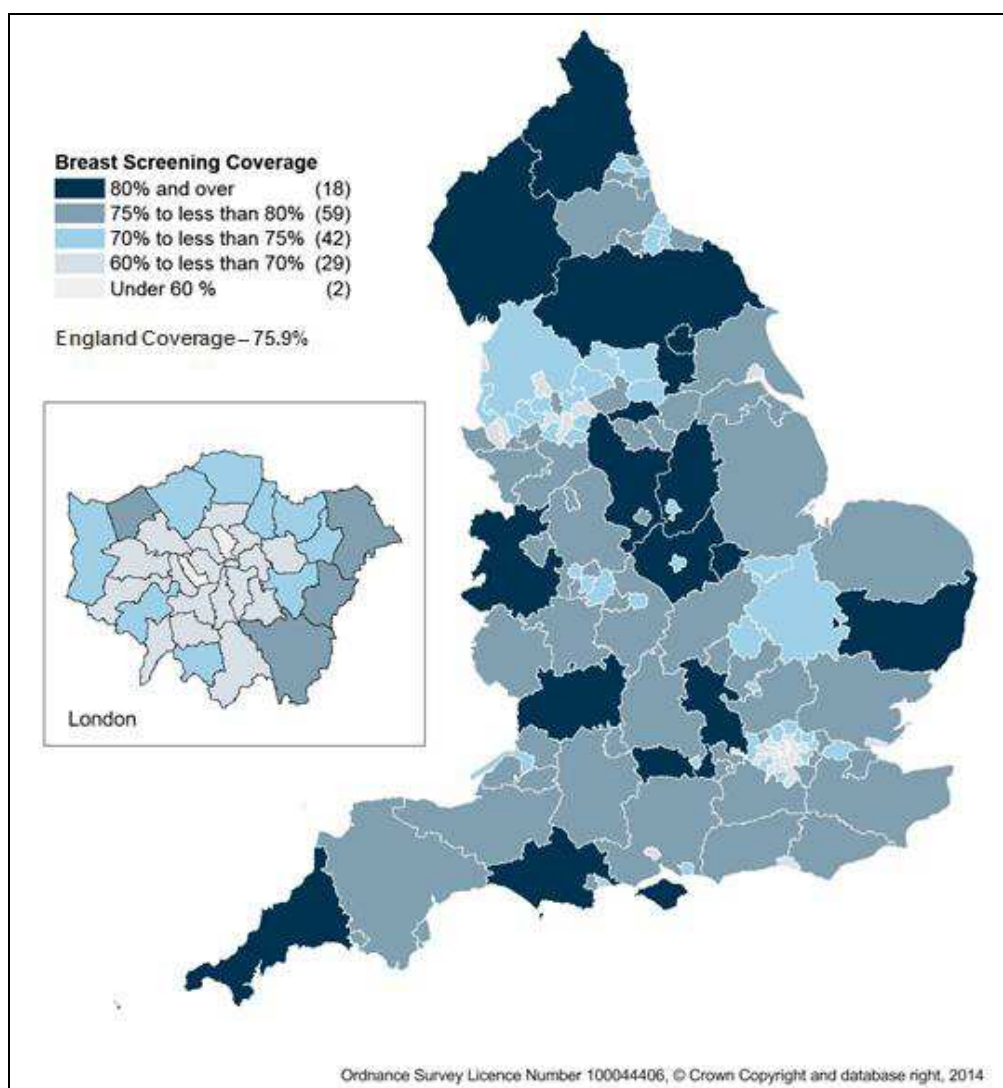 Breast Screening Coverage
80% and over (18)
75% to less than 80% (59)
70% to less than 75% (42)
60% to less than 70% (29)
Under 60 % (2)
England Coverage – 75.9%
London
Ordnance Survey Licence Number 100044406, © Crown Copyright and database right, 2014